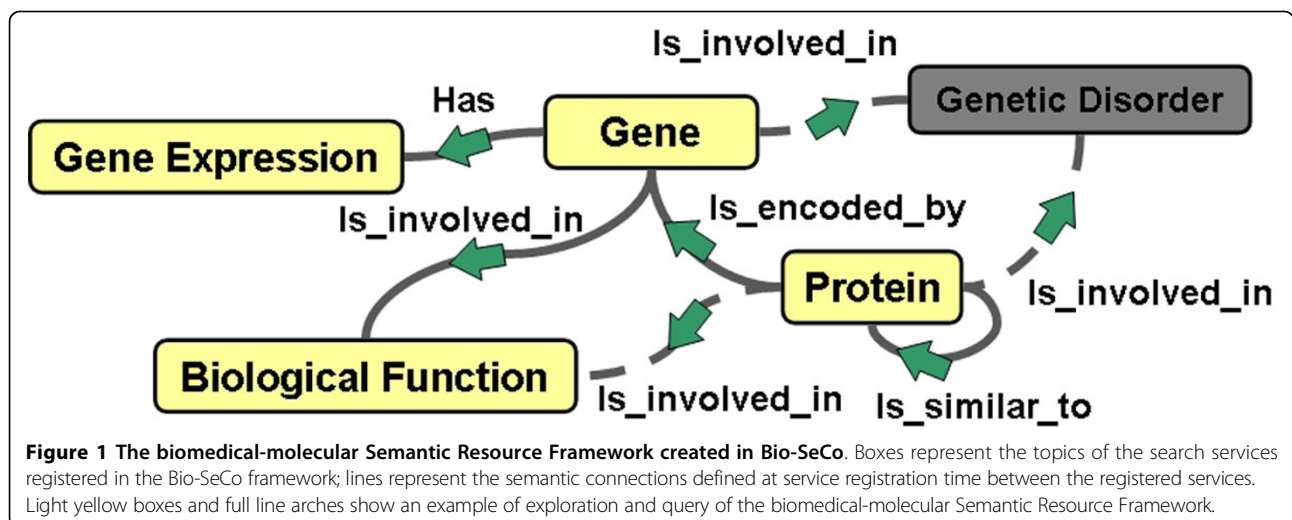 Is_involved_in
Has
Gene
Genetic Disorder
Gene Expression
Is_involved_in
Is_encoded_by
Protein
Is_involved_in
Biological Function
Is_involved_in
Is_similar_to
Figure 1 The biomedical-molecular Semantic Resource Framework created in Bio-SeCo. Boxes represent the topics of the search services
registered in the Bio-SeCo framework; lines represent the semantic connections defined at service registration time between the registered services.
Light yellow boxes and full line arches show an example of exploration and query of the biomedical-molecular Semantic Resource Framework.